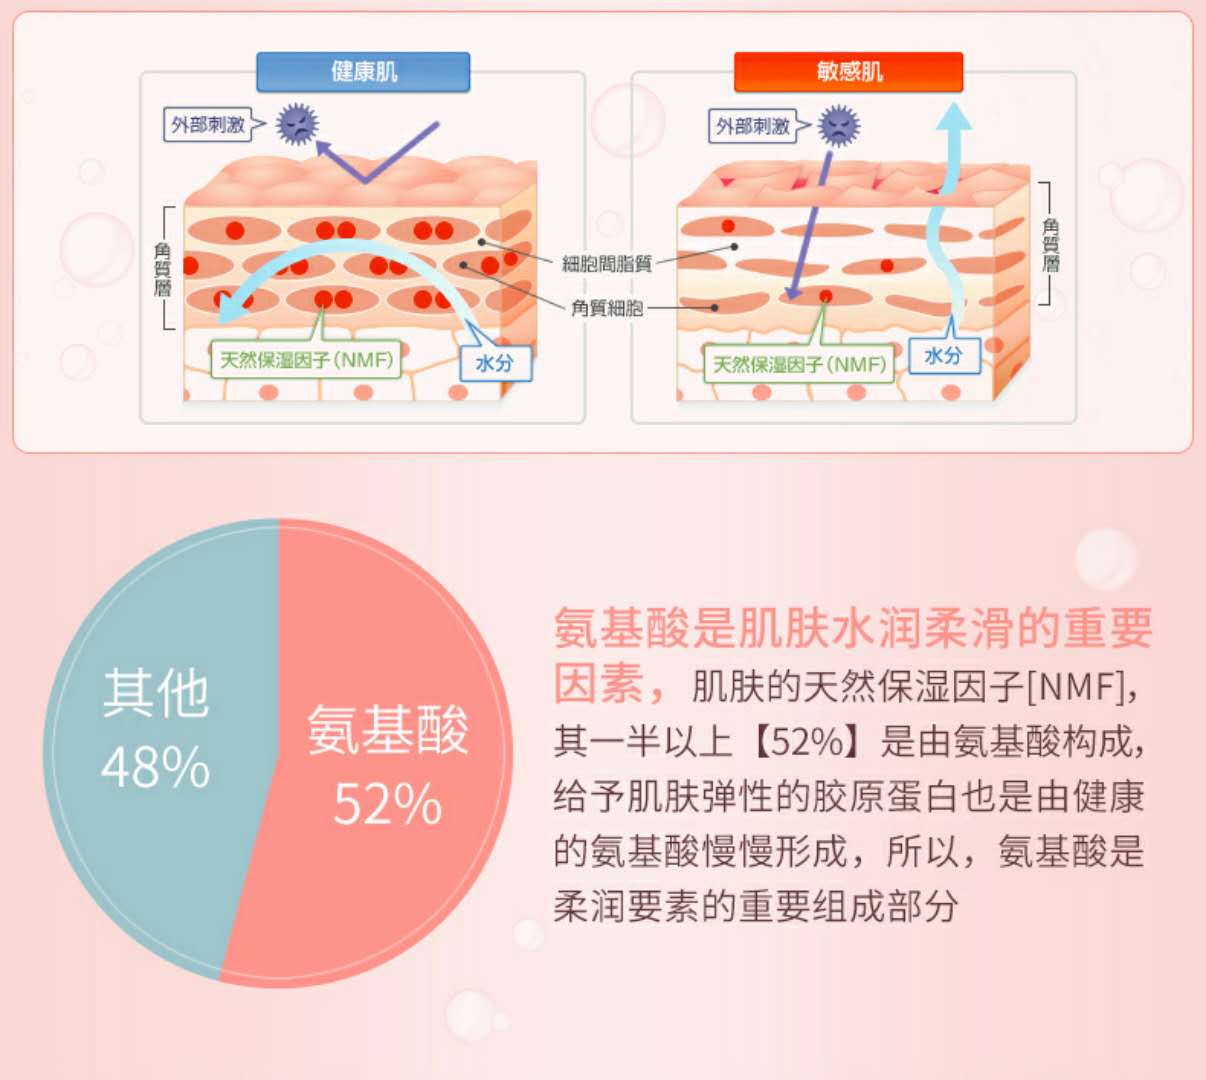 健康肌
敏感肌
外部刺激
外部刺激
角質層
角質層
細胞間脂質
角質細胞
天然保湿因子(NMF)
水分
天然保湿因子(NMF)
水分
其他
48%
氨基酸
52%
氨基酸是肌肤水润柔滑的重要
因素，肌肤的天然保湿因子[NMF],
其一半以上【52%】是由氨基酸构成,
给予肌肤弹性的胶原蛋白也是由健康
的氨基酸慢慢形成，所以，氨基酸是
柔润要素的重要组成部分